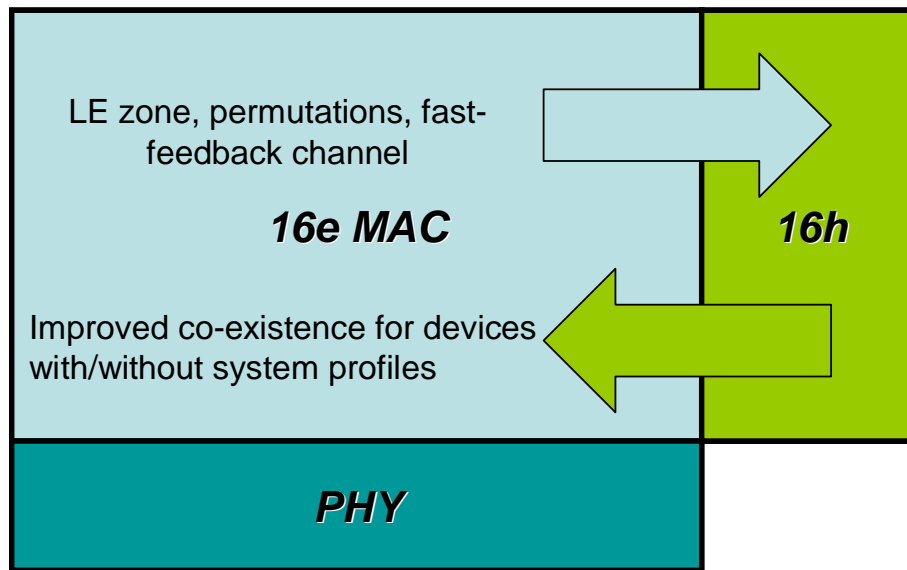 LE zone, permutations, fast-
feedback channel
16e MAC
16h
Improved co-existence for devices
with/without system profiles
PHY